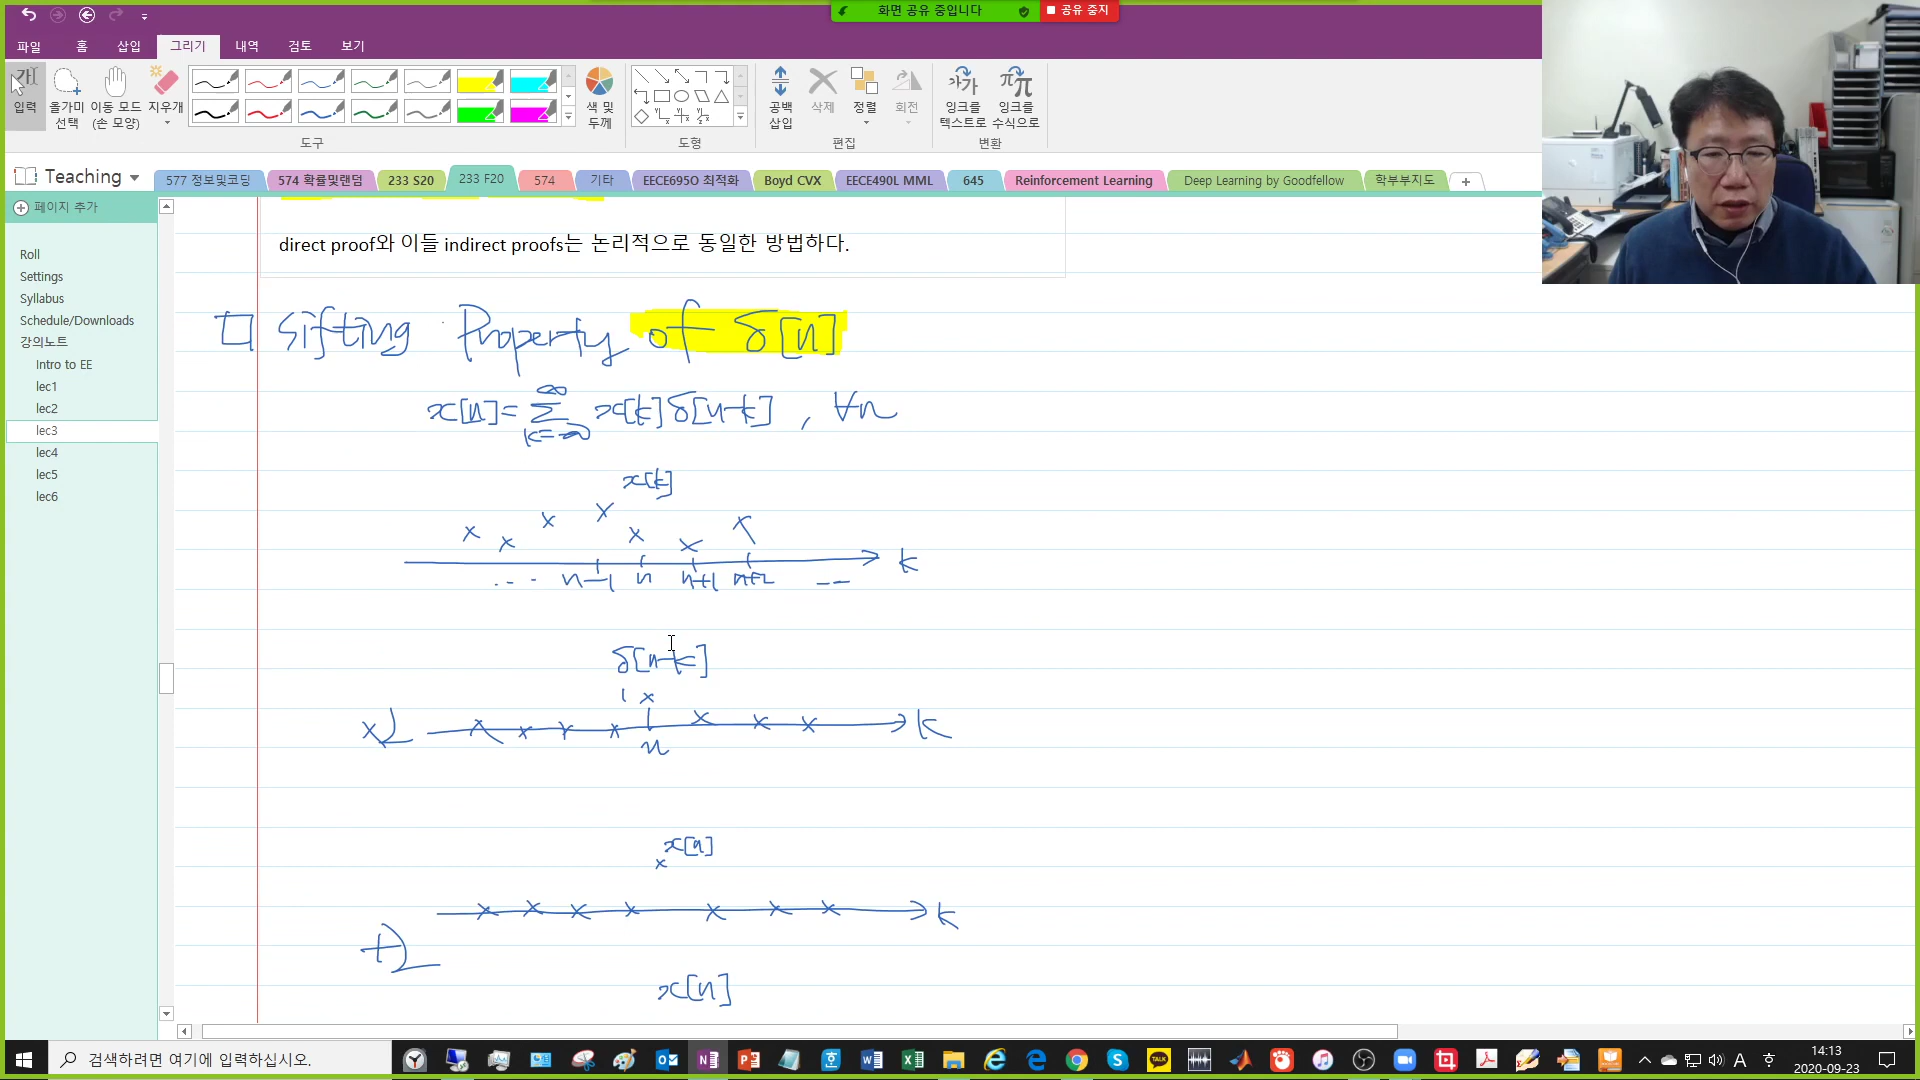 화면 공유 중입니다 공유 중지
파일 홈 삽입 그리기 내역 검토 보기
입력 올가미 선택 이동 모드 (손 모양) 지우개 색 및 두께 공백 삽입 삭제 정렬 회전 잉크를 텍스트로 잉크를 수식으로
도구 도형 편집 변환
Teaching 577 정보및코딩 574 확률및랜덤 233 S20 233 F20 574 기타 EECE695O 최적화 Boyd CVX EECE490L MML 645 Reinforcement Learning Deep Learning by Goodfellow 학부부지도
페이지 추가
Roll
Settings
Syllabus
Schedule/Downloads
강의노트
Intro to EE
lec1
lec2
lec3
lec4
lec5
lec6
direct proof와 이들 indirect proofs는 논리적으로 동일한 방법하다.
□ Sifting Property of δ[n]
x[n]=∑_{k=-∞}^{∞} x[k]δ[n-k] , ∀n
x[k]
... n-1 n n+1 n+2 -- k
δ[n-k]
1
x) n k
x[n]
k
+)
x[n]
검색하려면 여기에 입력하십시오.
A
14:13
2020-09-23